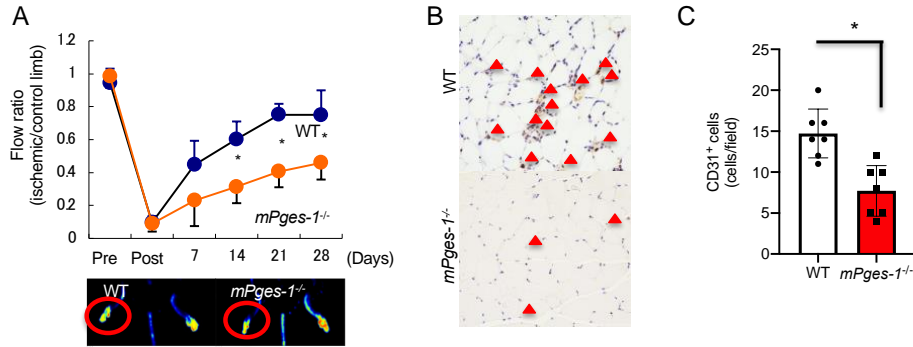 A
Flow ratio
(ischemic/control limb)
1.2
1
0.8
0.6
0.4
0.2
0
WT
*
*
*
mPges-1-/-
Pre
Post
7
14
21
28
(Days)
WT
mPges-1-/-
B
WT
mPges-1-/-
C
*
CD31+ cells
(cells/field)
25
20
15
10
5
0
WT
mPges-1-/-